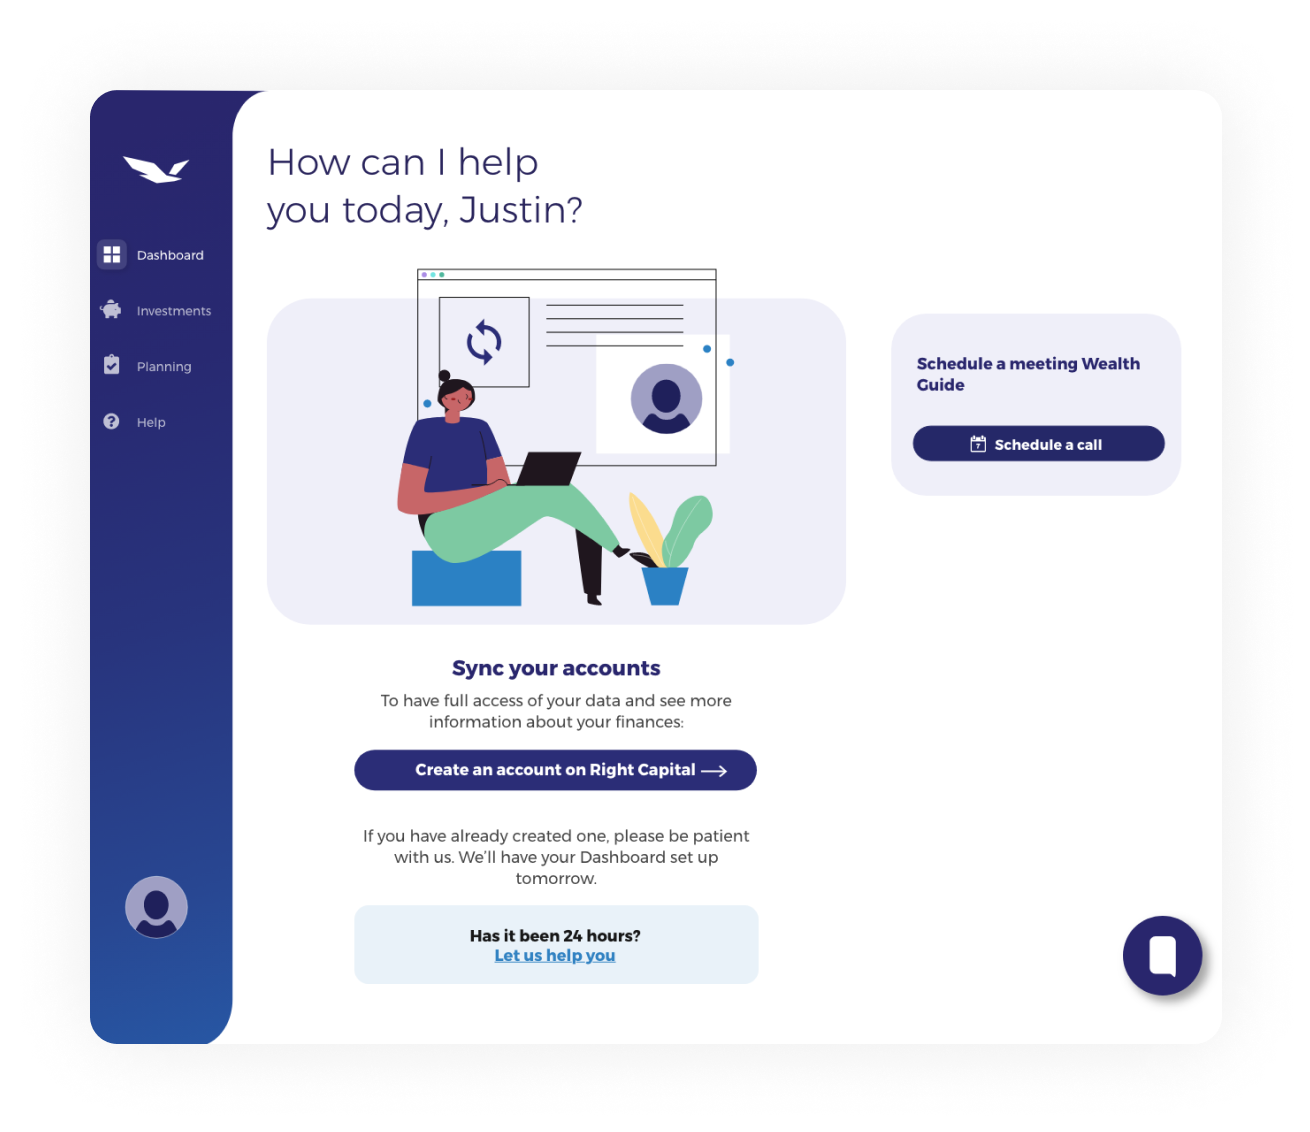 How can I help
you today, Justin?
Dashboard
Investments
Planning
Help
Schedule a meeting Wealth
Guide
7
Schedule a call
Sync your accounts
To have full access of your data and see more
information about your finances:
Create an account on Right Capital
If you have already created one, please be patient
with us. We’ll have your Dashboard set up
tomorrow.
Has it been 24 hours?
Let us help you